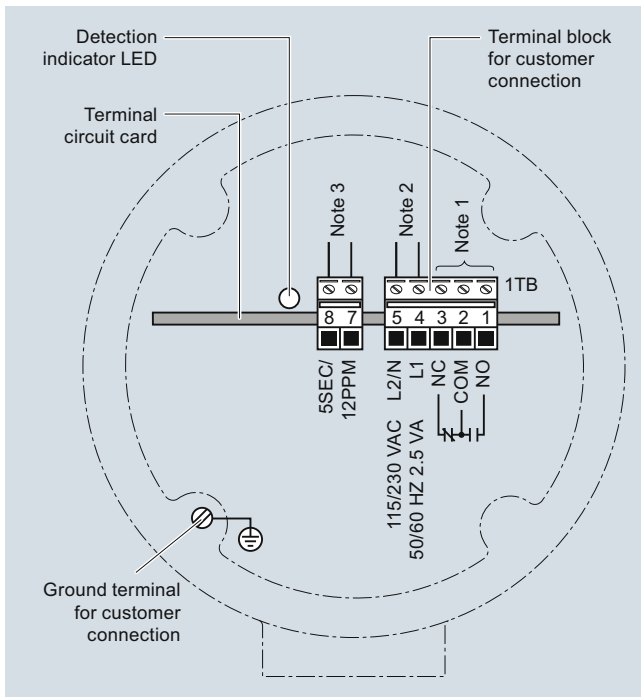 Detection
indicator LED
Terminal block
for customer
connection
Terminal
circuit card
Note 3
Note 2
Note 1
1TB
8 7
5 4 3 2 1
5SEC/
12PPM
L2/N
L1
NC
COM
NO
115/230 VAC
50/60 HZ 2.5 VA
Ground terminal
for customer
connection